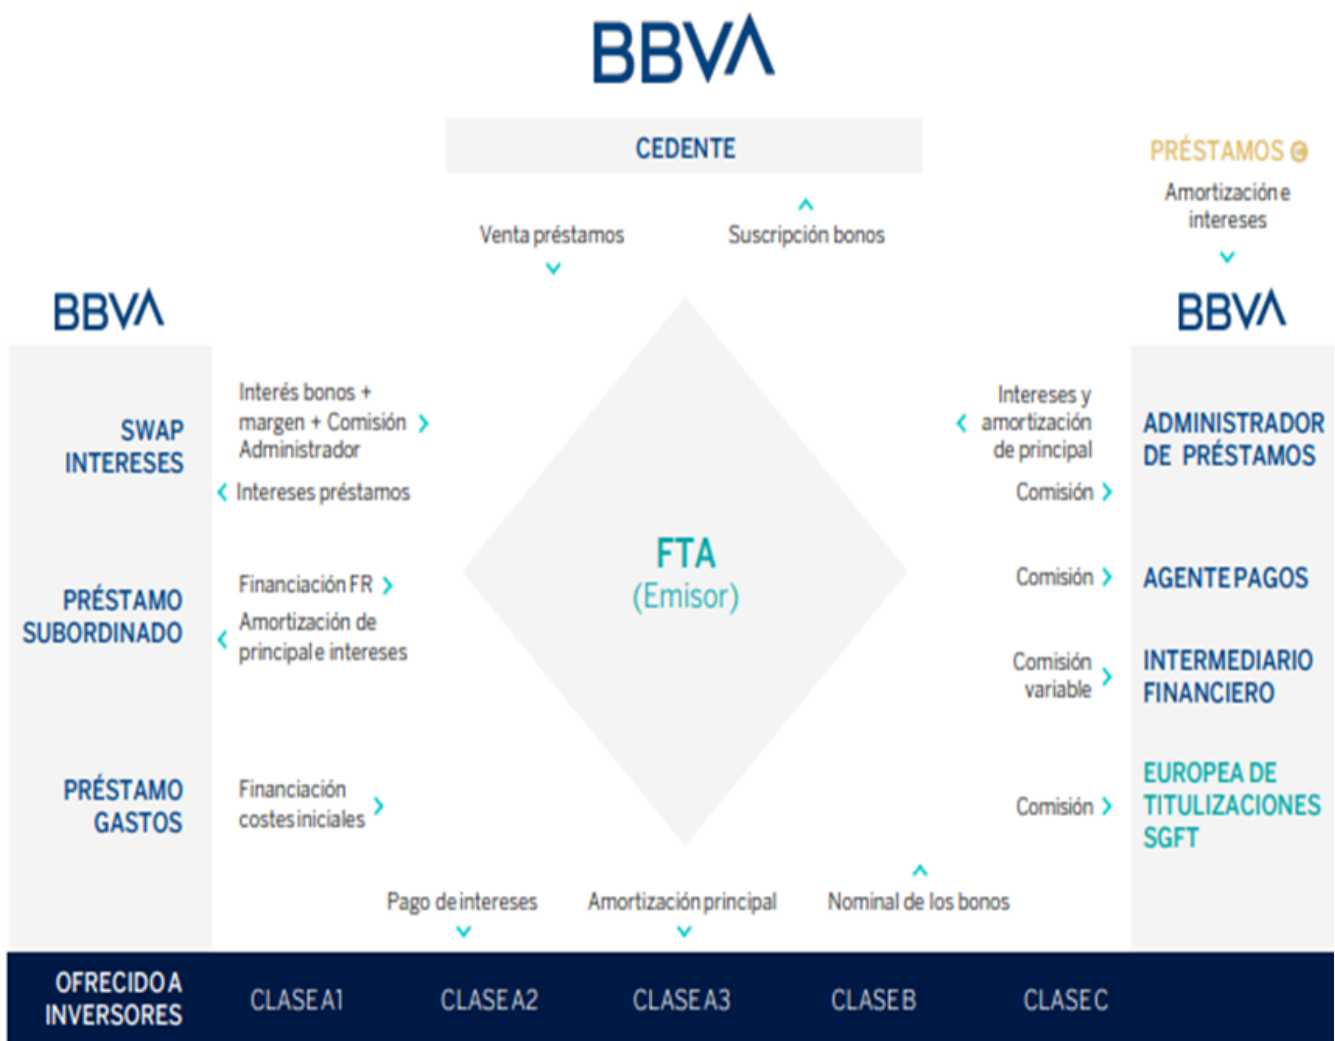 BBVA
CEDENTE
PRÉSTAMOS
Amortización e
intereses
Venta préstamos
Suscripción bonos
BBVA
BBVA
SWAP
INTERESES
Interés bonos +
margen + Comisión
Administrador
Intereses préstamos
Intereses y
amortización
de principal
Comisión
ADMINISTRADOR
DE PRÉSTAMOS
FTA
(Emisor)
PRÉSTAMO
SUBORDINADO
Financiación FR
Amortización de
principal e intereses
Comisión
AGENTE PAGOS
Comisión
variable
INTERMEDIARIO
FINANCIERO
PRÉSTAMO
GASTOS
Financiación
costes iniciales
Comisión
EUROPEA DE
TITULIZACIONES
SGFT
Pago de intereses
Amortización principal
Nominal de los bonos
OFRECIDO A
INVERSORES
CLASE A1
CLASE A2
CLASE A3
CLASE B
CLASE C